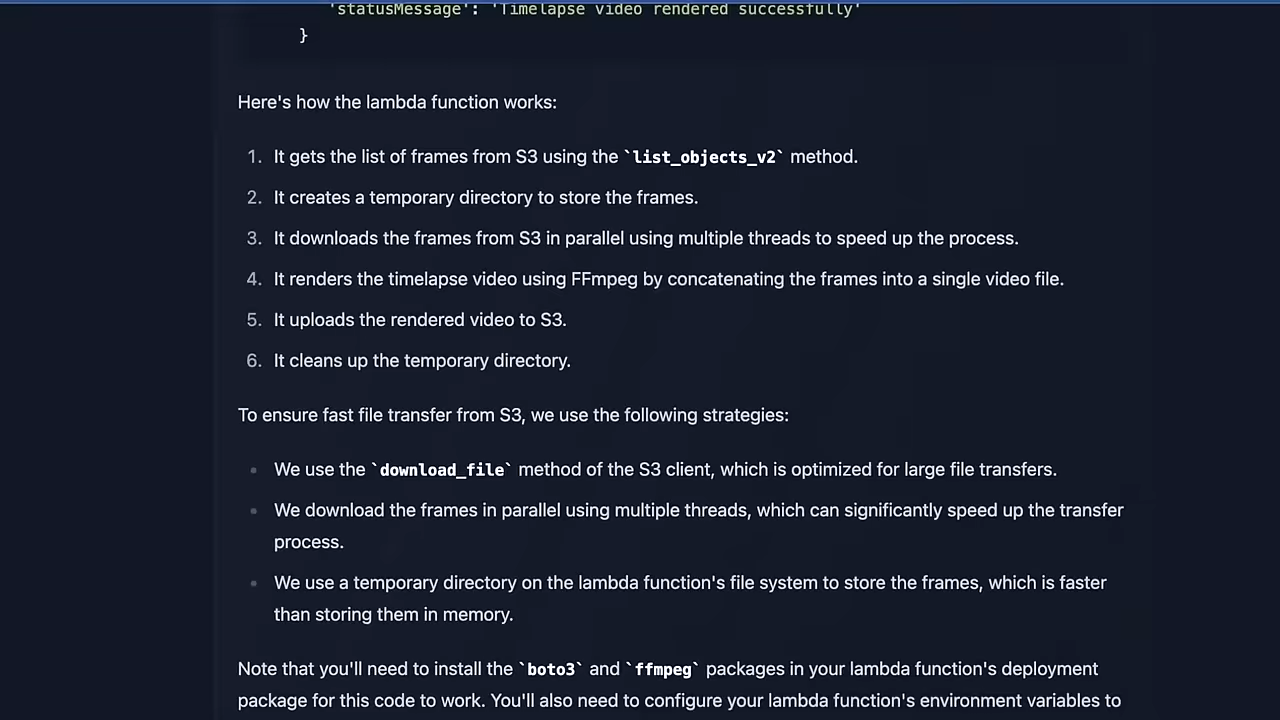 'statusMessage': 'Timelapse video rendered successfully'
}
Here's how the lambda function works:
1. It gets the list of frames from S3 using the `list_objects_v2` method.
2. It creates a temporary directory to store the frames.
3. It downloads the frames from S3 in parallel using multiple threads to speed up the process.
4. It renders the timelapse video using FFmpeg by concatenating the frames into a single video file.
5. It uploads the rendered video to S3.
6. It cleans up the temporary directory.
To ensure fast file transfer from S3, we use the following strategies:
• We use the `download_file` method of the S3 client, which is optimized for large file transfers.
• We download the frames in parallel using multiple threads, which can significantly speed up the transfer
process.
• We use a temporary directory on the lambda function's file system to store the frames, which is faster
than storing them in memory.
Note that you'll need to install the `boto3` and `ffmpeg` packages in your lambda function's deployment
package for this code to work. You'll also need to configure your lambda function's environment variables to